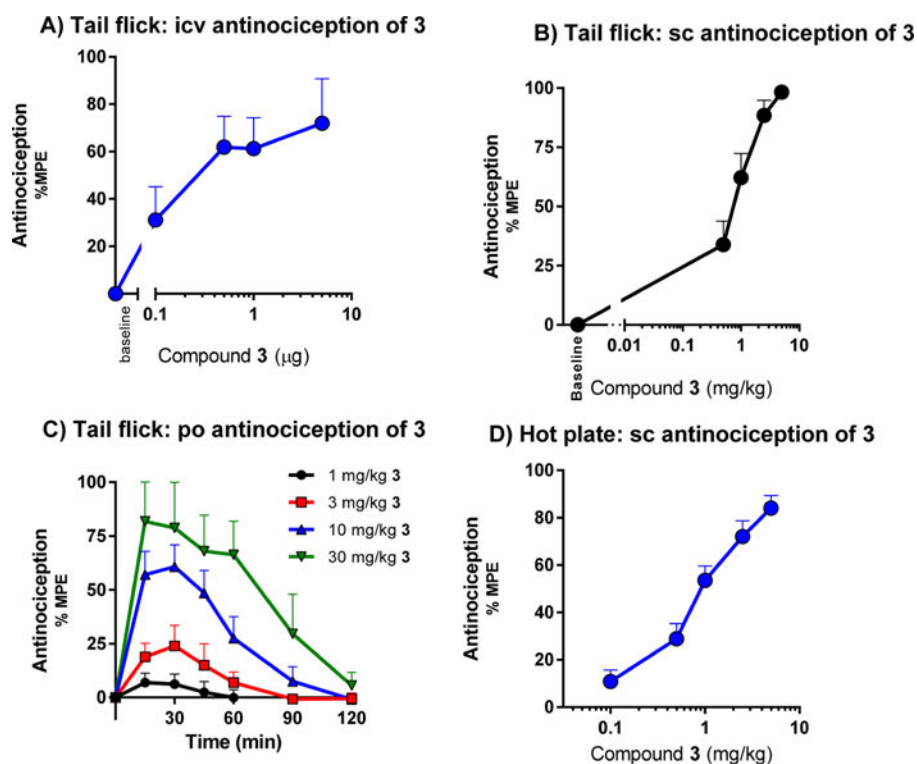 A) Tail flick: icv antinociception of 3
Antinociception
%MPE
100
80
60
40
20
0
baseline
0.1
1
10
Compound 3 (μg)
B) Tail flick: sc antinociception of 3
Antinociception
% MPE
100
75
50
25
0
Baseline
0.01
0.1
1
10
Compound 3 (mg/kg)
C) Tail flick: po antinociception of 3
Antinociception
% MPE
100
75
50
25
0
30
60
90
120
Time (min)
1 mg/kg 3
3 mg/kg 3
10 mg/kg 3
30 mg/kg 3
D) Hot plate: sc antinociception of 3
Antinociception
% MPE
100
80
60
40
20
0
0.1
1
10
Compound 3 (mg/kg)